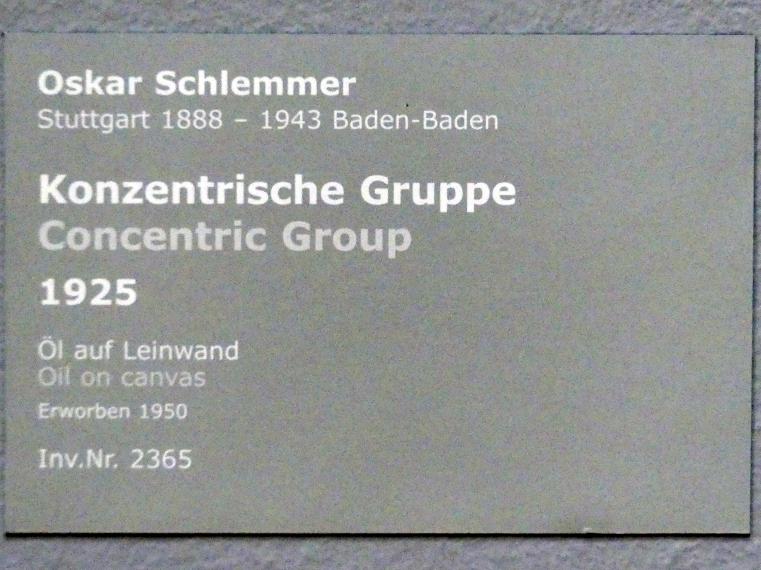 Oskar Schlemmer
Stuttgart 1888 – 1943 Baden-Baden
Konzentrische Gruppe
Concentric Group
1925
Öl auf Leinwand
Oil on canvas
Erworben 1950
Inv.Nr. 2365